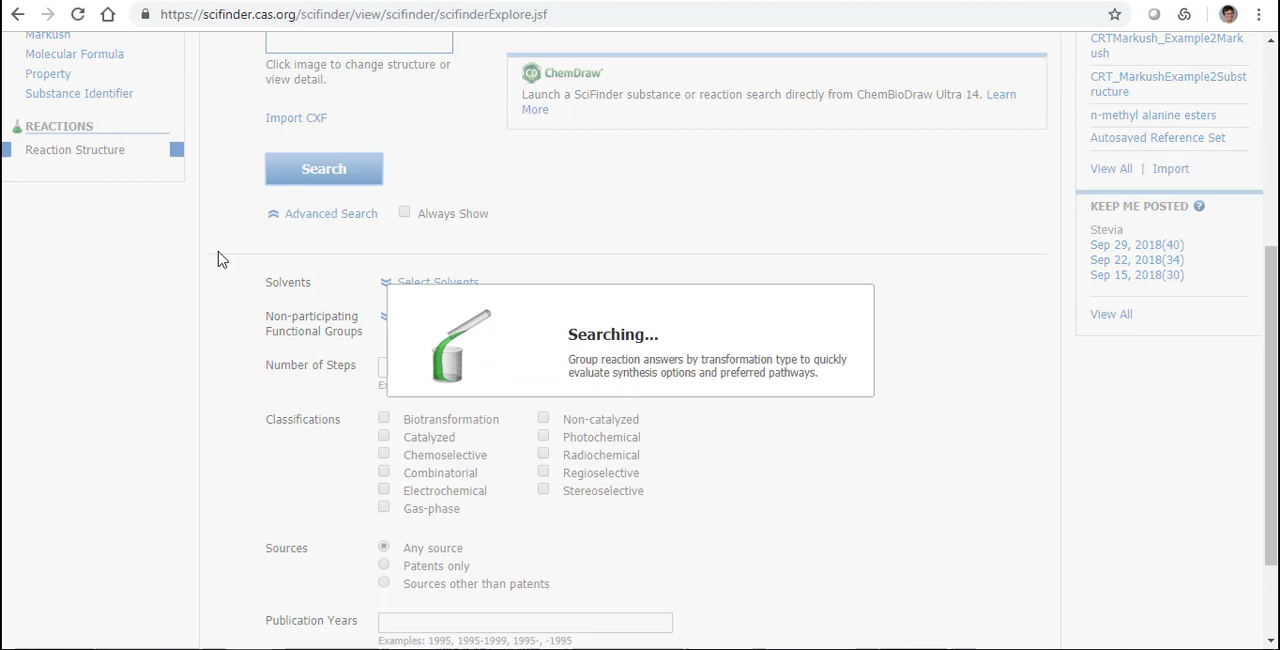 https://scifinder.cas.org/scifinder/view/scifinder/scifinderExplore.jsf
Markush
Molecular Formula
Property
Substance Identifier
REACTIONS
Reaction Structure
Click image to change structure or
view detail.
Import CXF
Search
Advanced Search
Always Show
CD ChemDraw
Launch a SciFinder substance or reaction search directly from ChemBioDraw Ultra 14. Learn
More
Solvents
Select Solvents
Non-participating
Functional Groups
Number of Steps
Searching...
Group reaction answers by transformation type to quickly
evaluate synthesis options and preferred pathways.
Classifications
Biotransformation
Catalyzed
Chemoselective
Combinatorial
Electrochemical
Gas-phase
Non-catalyzed
Photochemical
Radiochemical
Regioselective
Stereoselective
Sources
Any source
Patents only
Sources other than patents
Publication Years
Examples: 1995, 1995-1999, 1995-, -1995
CRTMarkush_Example2Mark
ush
CRT_MarkushExample2Subst
ructure
n-methyl alanine esters
Autosaved Reference Set
View All | Import
KEEP ME POSTED ?
Stevia
Sep 29, 2018(40)
Sep 22, 2018(34)
Sep 15, 2018(30)
View All